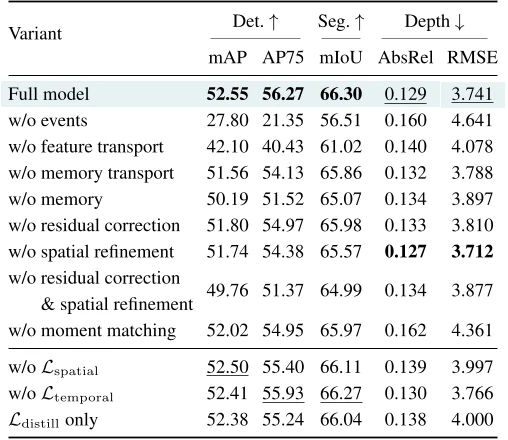 Variant Det. ↑ Seg. ↑ Depth ↓
mAP AP75 mIoU AbsRel RMSE
Full model 52.55 56.27 66.30 0.129 3.741
w/o events 27.80 21.35 56.51 0.160 4.641
w/o feature transport 42.10 40.43 61.02 0.140 4.078
w/o memory transport 51.56 54.13 65.86 0.132 3.788
w/o memory 50.19 51.52 65.07 0.134 3.897
w/o residual correction 51.80 54.97 65.98 0.133 3.810
w/o spatial refinement 51.74 54.38 65.57 0.127 3.712
w/o residual correction
& spatial refinement 49.76 51.37 64.99 0.134 3.877
w/o moment matching 52.02 54.95 65.97 0.162 4.361
w/o ℒspatial 52.50 55.40 66.11 0.139 3.997
w/o ℒtemporal 52.41 55.93 66.27 0.130 3.766
ℒdistill only 52.38 55.24 66.04 0.138 4.000